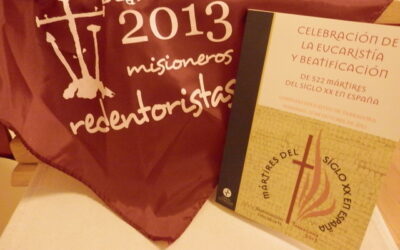 2013
misioneros
redentoristas
CELEBRACIÓN DE
LA EUCARISTÍA
Y BEATIFICACIÓN
DE 522 MÁRTIRES
DEL SIGLO XX EN ESPAÑA
MÁRTIRES DEL
SIGLO XX EN ESPAÑA